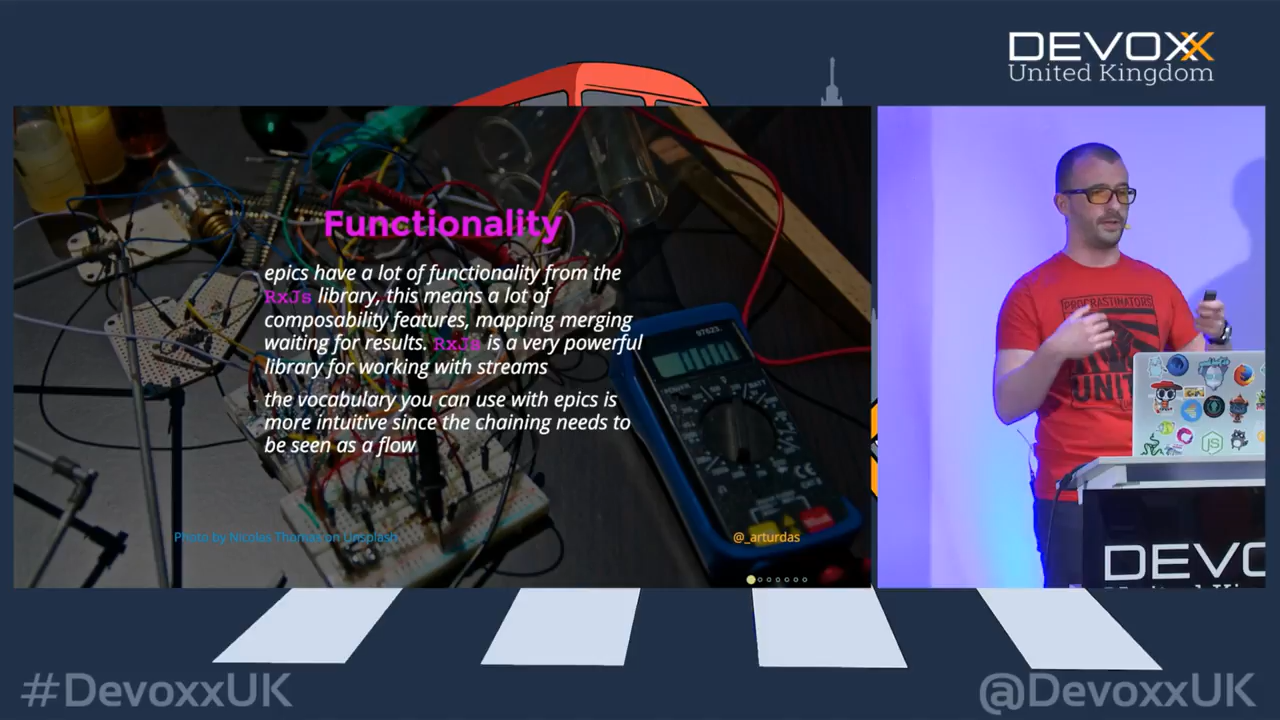 DEVOXX
United Kingdom
Functionality
epics have a lot of functionality from the
RxJs library, this means a lot of
composability features, mapping merging
waiting for results. RxJs is a very powerful
library for working with streams
the vocabulary you can use with epics is
more intuitive since the chaining needs to
be seen as a flow
Photo by Nicolas Thomas on Unsplash
@_arturdas
PROCRASTINATORS
UNIT
DEVO
#DevoxxUK
@DevoxxUK